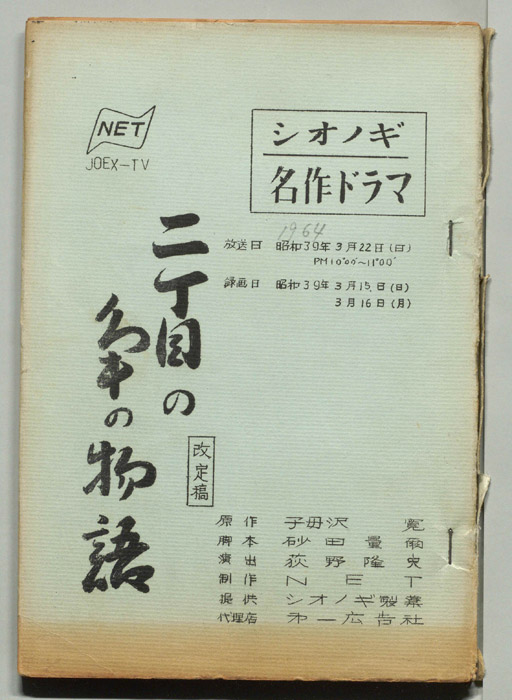 NET
JOEX-TV
シオノギ
名作ドラマ
1964
放送日 昭和39年3月22日(日)
PM10°00'~11°00'
録画日 昭和39年3月15日(日)
3月16日(月)
二丁目の
角の物語
改定稿
原作 子母沢 寛
脚本 砂田 量爾
演出 荻野隆史
制作 NET
提供 シオノギ製薬
代理店 第一広告社